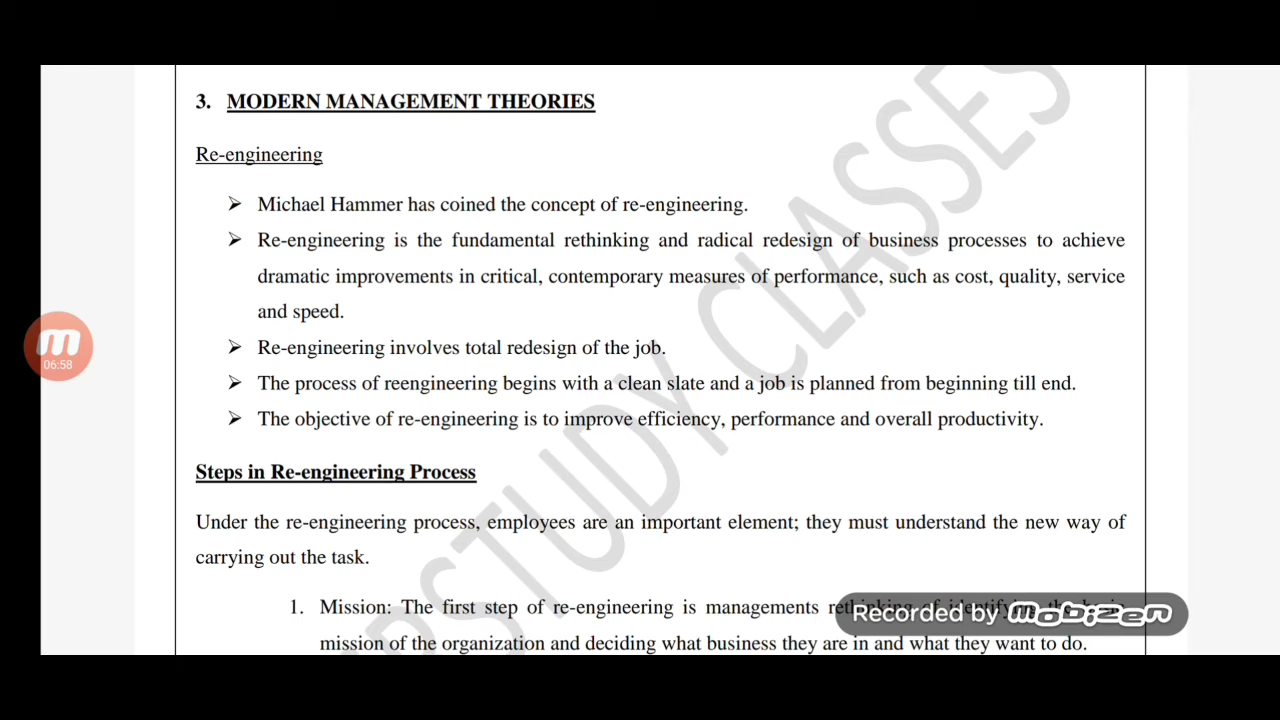 3. MODERN MANAGEMENT THEORIES
Re-engineering
➤ Michael Hammer has coined the concept of re-engineering.
➤ Re-engineering is the fundamental rethinking and radical redesign of business processes to achieve
dramatic improvements in critical, contemporary measures of performance, such as cost, quality, service
and speed.
➤ Re-engineering involves total redesign of the job.
➤ The process of reengineering begins with a clean slate and a job is planned from beginning till end.
➤ The objective of re-engineering is to improve efficiency, performance and overall productivity.
Steps in Re-engineering Process
Under the re-engineering process, employees are an important element; they must understand the new way of
carrying out the task.
1. Mission: The first step of re-engineering is managements rethinking of identifying the
mission of the organization and deciding what business they are in and what they want to do.
Recorded by mobizen
06:58
STUDY CLASSES